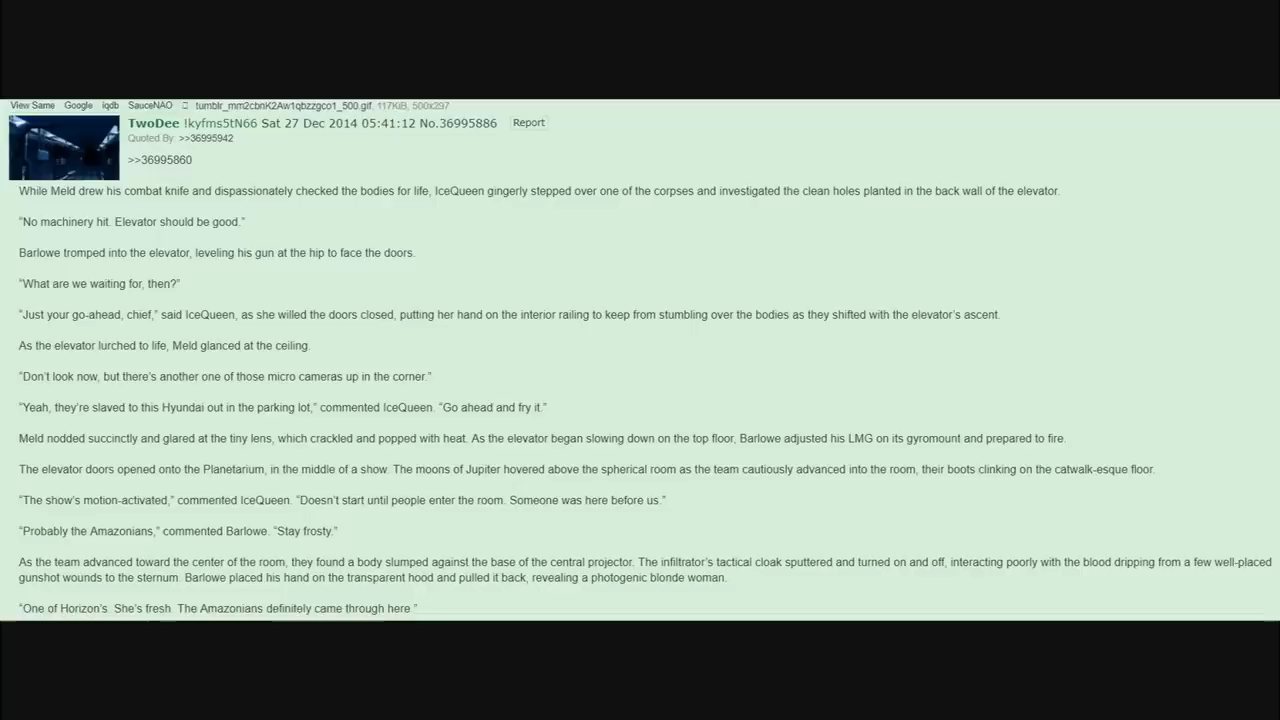 View Same Google iqdb SauceNAO tumblr_mm2cbnK2Aw1qbzzgco1_500.gif, 117KiB, 500x297
TwoDee !kyfms5tN66 Sat 27 Dec 2014 05:41:12 No.36995886 Report
Quoted By: >>36995942
>>36995860
While Meld drew his combat knife and dispassionately checked the bodies for life, IceQueen gingerly stepped over one of the corpses and investigated the clean holes planted in the back wall of the elevator.
“No machinery hit. Elevator should be good.”
Barlowe tromped into the elevator, leveling his gun at the hip to face the doors.
“What are we waiting for, then?”
“Just your go-ahead, chief,” said IceQueen, as she willed the doors closed, putting her hand on the interior railing to keep from stumbling over the bodies as they shifted with the elevator’s ascent.
As the elevator lurched to life, Meld glanced at the ceiling.
“Don’t look now, but there’s another one of those micro cameras up in the corner.”
“Yeah, they’re slaved to this Hyundai out in the parking lot,” commented IceQueen. “Go ahead and fry it.”
Meld nodded succinctly and glared at the tiny lens, which crackled and popped with heat. As the elevator began slowing down on the top floor, Barlowe adjusted his LMG on its gyromount and prepared to fire.
The elevator doors opened onto the Planetarium, in the middle of a show. The moons of Jupiter hovered above the spherical room as the team cautiously advanced into the room, their boots clinking on the catwalk-esque floor.
“The show’s motion-activated,” commented IceQueen. “Doesn’t start until people enter the room. Someone was here before us.”
“Probably the Amazonians,” commented Barlowe. “Stay frosty.”
As the team advanced toward the center of the room, they found a body slumped against the base of the central projector. The infiltrator’s tactical cloak sputtered and turned on and off, interacting poorly with the blood dripping from a few well-placed
gunshot wounds to the sternum. Barlowe placed his hand on the transparent hood and pulled it back, revealing a photogenic blonde woman.
“One of Horizon’s. She’s fresh. The Amazonians definitely came through here.”